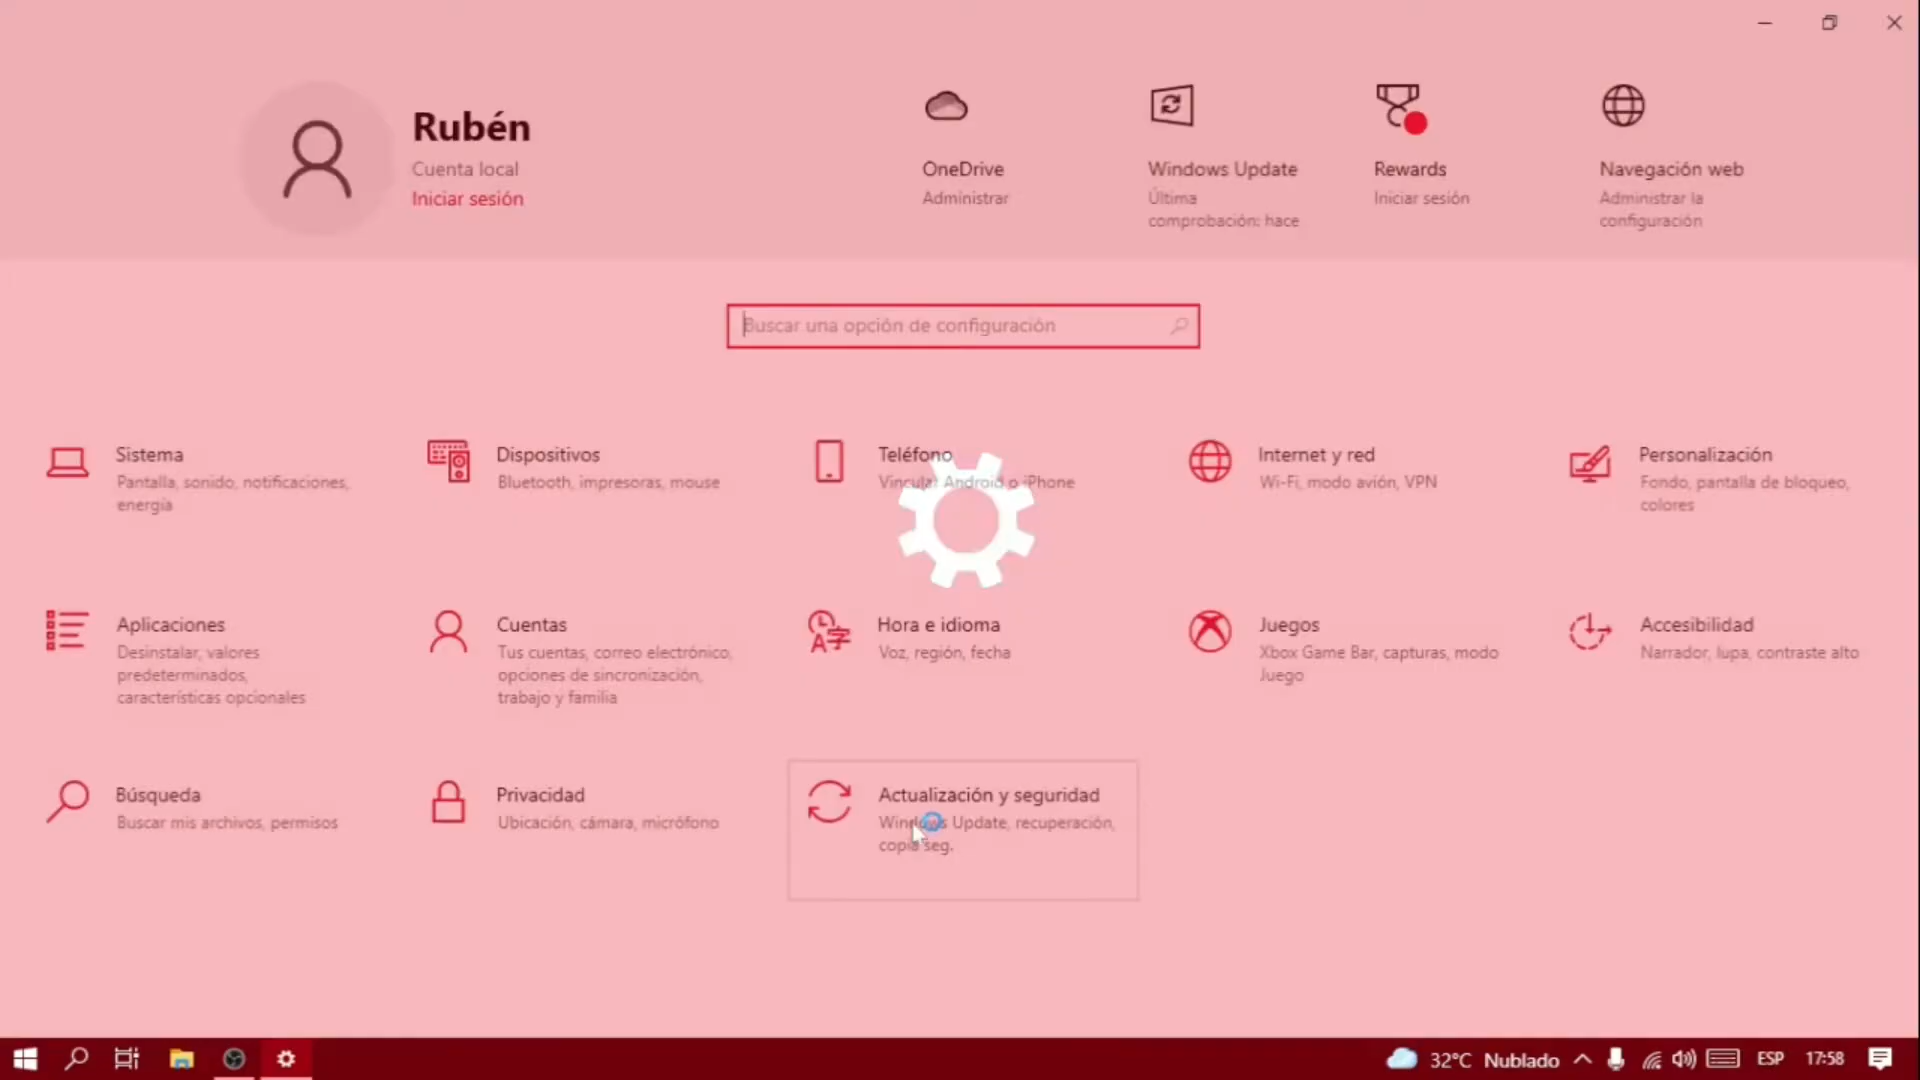 Rubén
Cuenta local
Iniciar sesión
OneDrive
Administrar
Windows Update
Última
comprobación: hace
Rewards
Iniciar sesión
Navegación web
Administrar la
configuración
Buscar una opción de configuración
Sistema
Pantalla, sonido, notificaciones,
energía
Dispositivos
Bluetooth, impresoras, mouse
Teléfono
Vincular Android o iPhone
Internet y red
Wi-Fi, modo avión, VPN
Personalización
Fondo, pantalla de bloqueo,
colores
Aplicaciones
Desinstalar, valores
predeterminados,
características opcionales
Cuentas
Tus cuentas, correo electrónico,
opciones de sincronización,
trabajo y familia
Hora e idioma
Voz, región, fecha
Juegos
Xbox Game Bar, capturas, modo
Juego
Accesibilidad
Narrador, lupa, contraste alto
Búsqueda
Buscar mis archivos, permisos
Privacidad
Ubicación, cámara, micrófono
Actualización y seguridad
Windows Update, recuperación,
copia seg.
32°C Nublado ESP 17:58